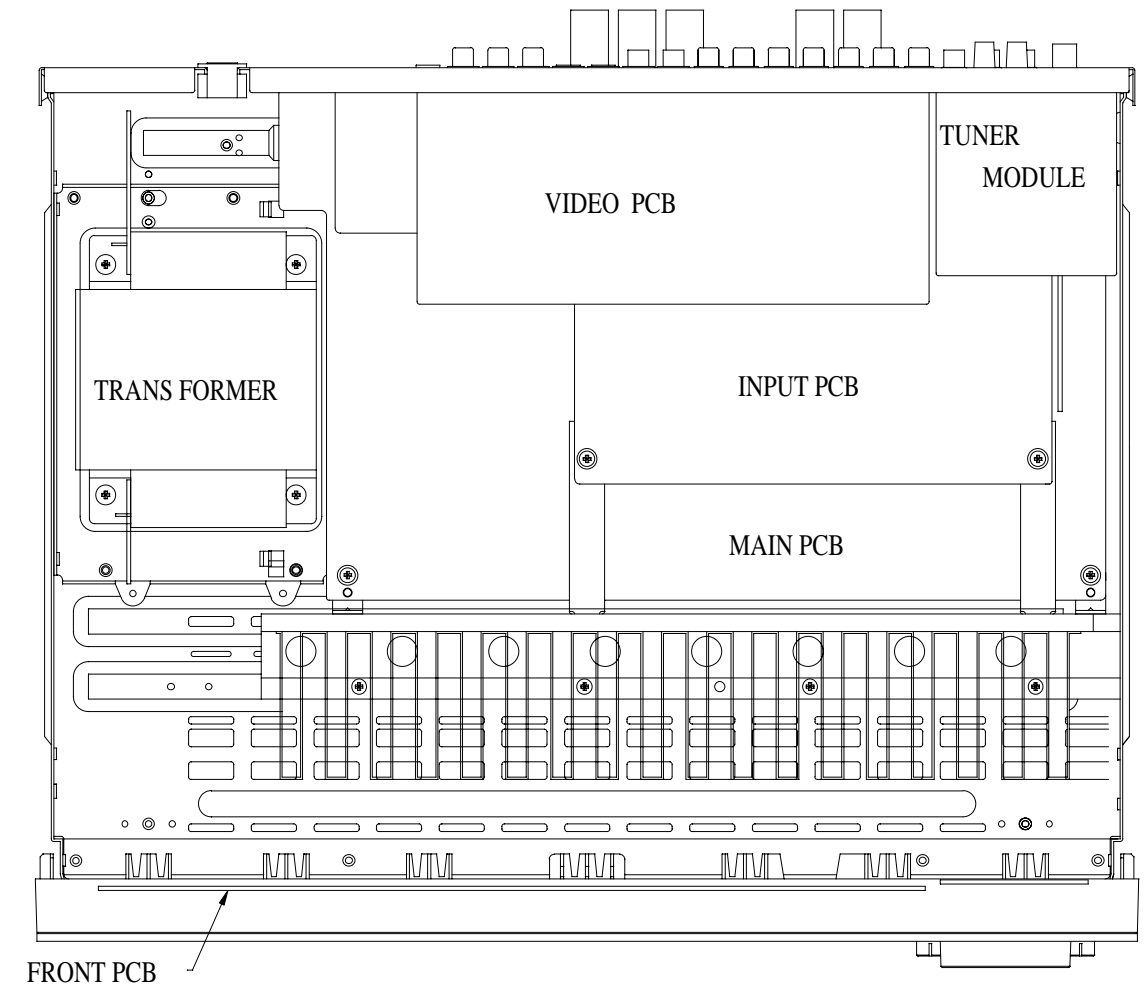 TUNER
MODULE
VIDEO PCB
TRANS FORMER
INPUT PCB
MAIN PCB
FRONT PCB